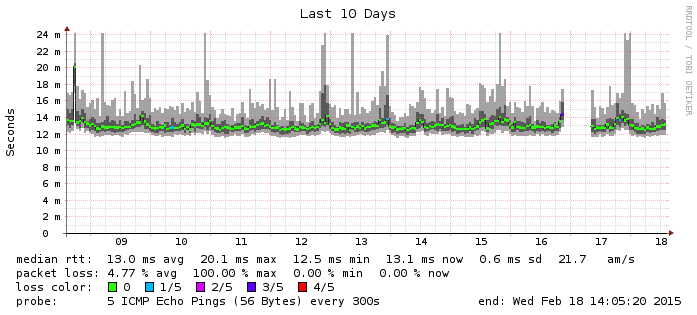 Last 10 Days
RRDTOOL / TOBI OETIKER
Seconds
24 m
22 m
20 m
18 m
16 m
14 m
12 m
10 m
8 m
6 m
4 m
2 m
0
09 10 11 12 13 14 15 16 17 18
median rtt: 13.0 ms avg 20.1 ms max 12.5 ms min 13.1 ms now 0.6 ms sd 21.7 am/s
packet loss: 4.77 % avg 100.00 % max 0.00 % min 0.00 % now
loss color: 0 1/5 2/5 3/5 4/5
probe: 5 ICMP Echo Pings (56 Bytes) every 300s end: Wed Feb 18 14:05:20 2015